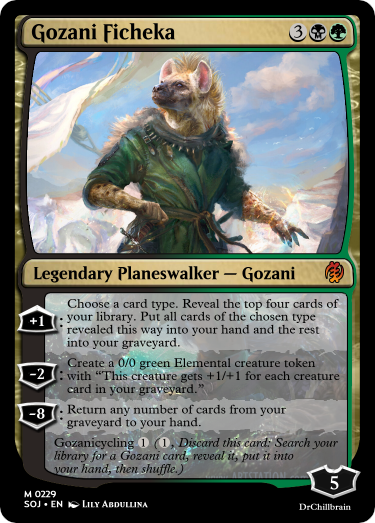 Gozani Ficheka 3
Legendary Planeswalker — Gozani
+1: Choose a card type. Reveal the top four cards of
your library. Put all cards of the chosen type
revealed this way into your hand and the rest
into your graveyard.
-2: Create a 0/0 green Elemental creature token
with “This creature gets +1/+1 for each creature
card in your graveyard.”
-8: Return any number of cards from your
graveyard to your hand.
Gozanicycling 1 1, Discard this card: Search your
library for a Gozani card, reveal it, put it into
your hand, then shuffle.)
5
M 0229
SOJ • EN Lily Abdullina
DrChillbrain